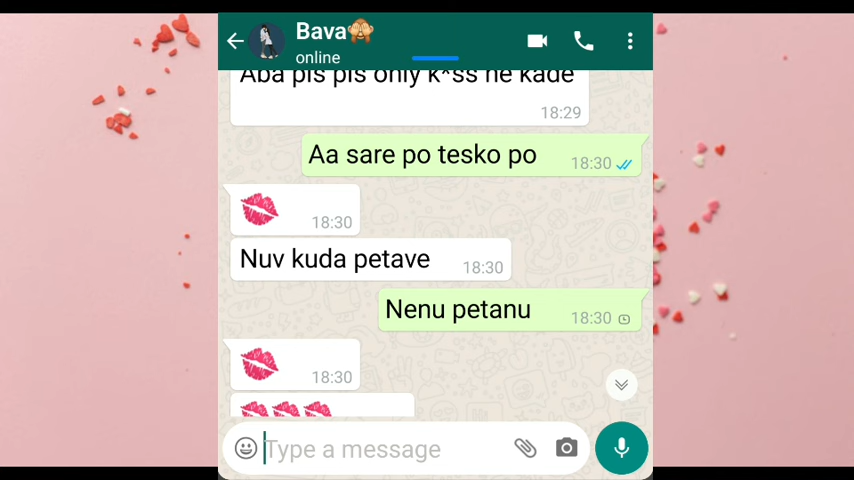 Bava🙈
online
Aba pls pls only k*ss ne kade
18:29
Aa sare po tesko po 18:30
💋 18:30
Nuv kuda petave 18:30
Nenu petanu 18:30
💋 18:30
💋💋💋
Type a message